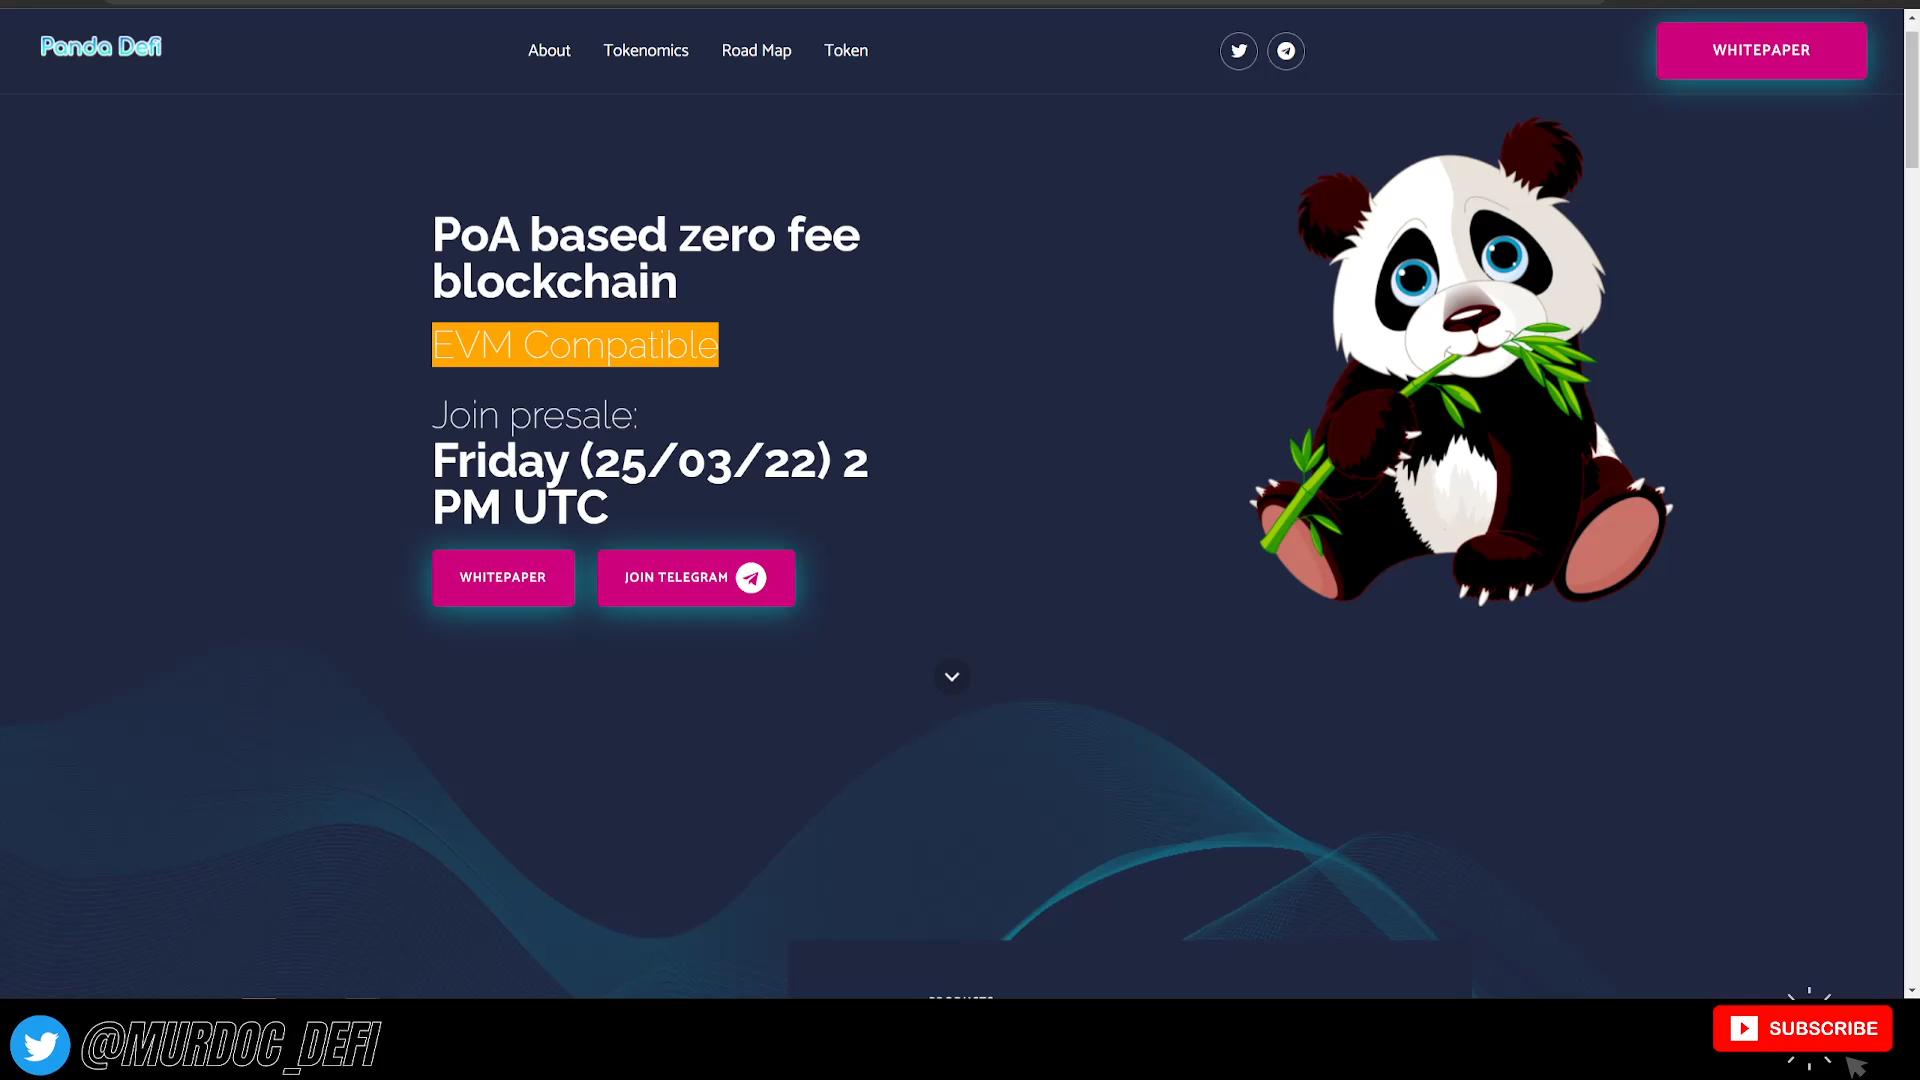 Panda Defi
About Tokenomics Road Map Token
WHITEPAPER
PoA based zero fee
blockchain
EVM Compatible
Join presale:
Friday (25/03/22) 2
PM UTC
WHITEPAPER
JOIN TELEGRAM
@MURDOC_DEFI
SUBSCRIBE